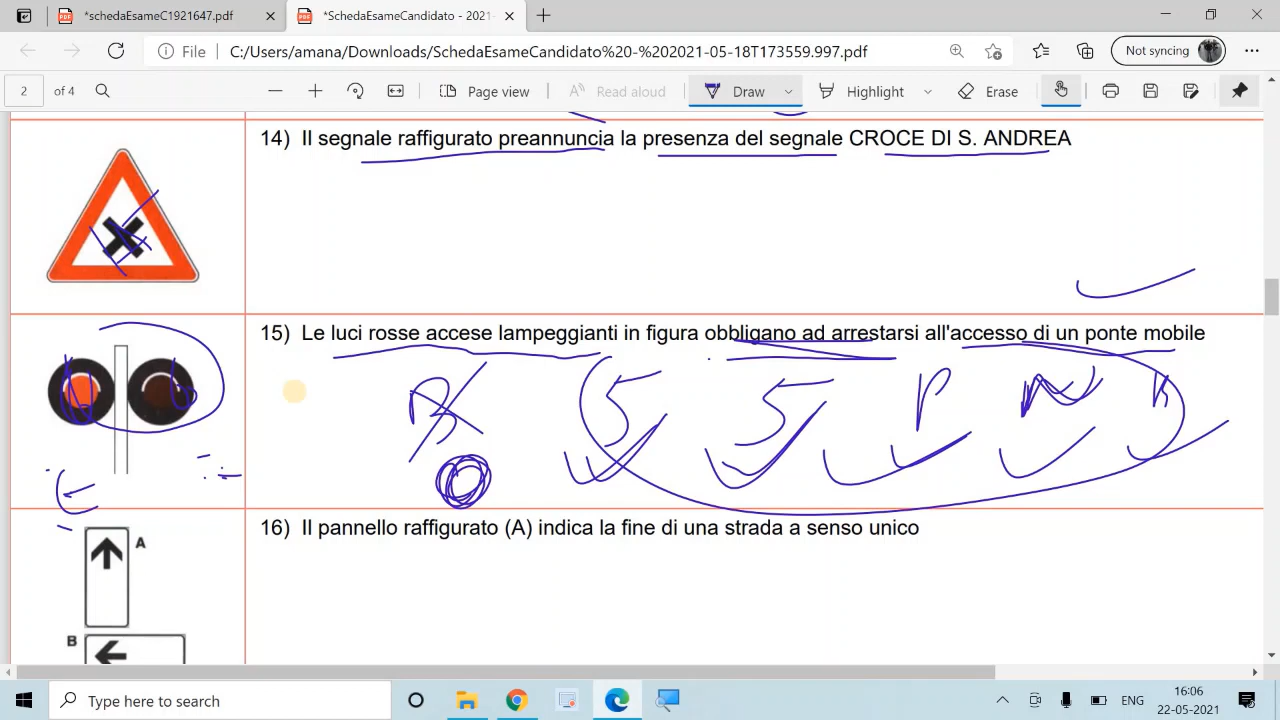 *schedaEsameC1921647.pdf
*SchedaEsameCandidato - 2021-
File
C:/Users/amana/Downloads/SchedaEsameCandidato%20-%202021-05-18T173559.997.pdf
Not syncing
2 of 4
Page view
Read aloud
Draw
Highlight
Erase
14) Il segnale raffigurato preannuncia la presenza del segnale CROCE DI S. ANDREA
15) Le luci rosse accese lampeggianti in figura obbligano ad arrestarsi all'accesso di un ponte mobile
5 5 P
16) Il pannello raffigurato (A) indica la fine di una strada a senso unico
A
B
Type here to search
ENG
16:06
22-05-2021